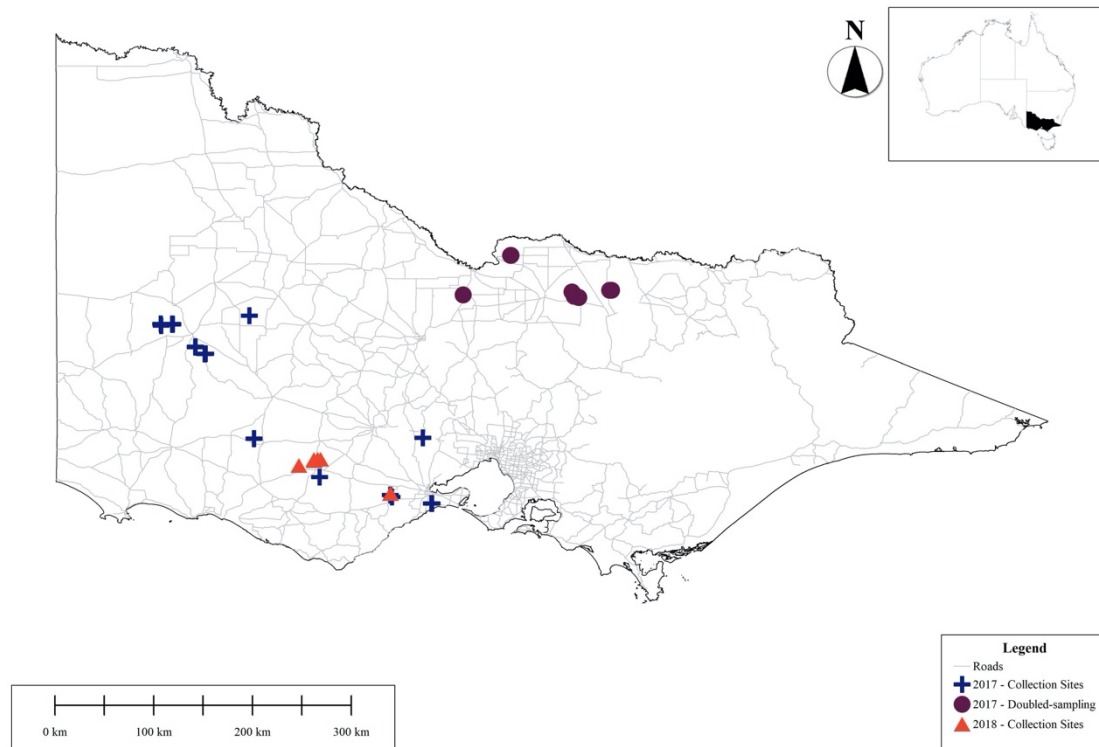 N
Legend
Roads
2017 - Collection Sites
2017 - Doubled-sampling
2018 - Collection Sites
0 km 100 km 200 km 300 km